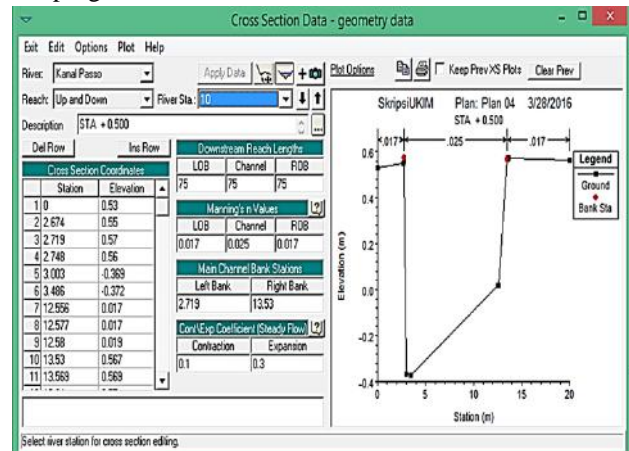 Cross Section Data - geometry data
Exit Edit Options Plot Help
River: Kanal Passo
Apply Data
Plot Options
Keep Prev XS Plots
Clear Prev
Reach: Up and Down
River Sta.: 10
Description STA +0.500
Del Row
Ins Row
Cross Section Coordinates
Station Elevation
1 0 0.53
2 2.674 0.55
3 2.719 0.57
4 2.748 0.56
5 3.003 -0.369
6 3.486 -0.372
7 12.556 0.017
8 12.577 0.017
9 12.58 0.019
10 13.53 0.567
11 13.569 0.569
Downstream Reach Lengths
LOB Channel ROB
75 75 75
Manning's n Values
LOB Channel ROB
0.017 0.025 0.017
Main Channel Bank Stations
Left Bank Right Bank
2.719 13.53
Cont\Exp Coefficient (Steady Flow)
Contraction Expansion
0.1 0.3
SkripsiUKIM Plan: Plan 04 3/28/2016
STA +0.500
.017 .025 .017
Legend
Ground
Bank Sta
Elevation (m)
0.6
0.4
0.2
0.0
-0.2
-0.4
0 5 10 15 20
Station (m)
Select river station for cross section editing.